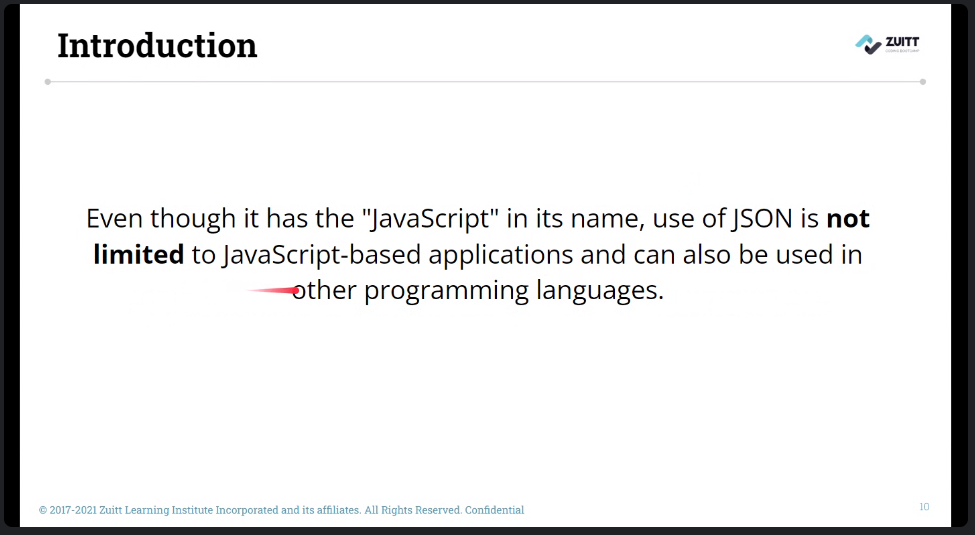 Introduction
ZUITT
Even though it has the "JavaScript" in its name, use of JSON is not
limited to JavaScript-based applications and can also be used in
other programming languages.
© 2017-2021 Zuitt Learning Institute Incorporated and its affiliates. All Rights Reserved. Confidential
10